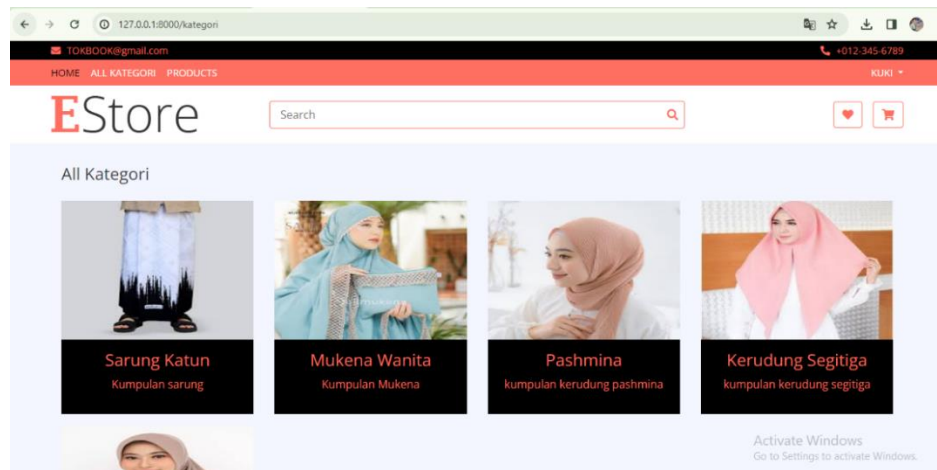 127.0.0.1:8000/kategori
TOKBOOK@gmail.com
+012-345-6789
HOME ALL KATEGORI PRODUCTS
KUKI
EStore
Search
All Kategori
Sarung Katun
Kumpulan sarung
Mukena Wanita
Kumpulan Mukena
Pashmina
kumpulan kerudung pashmina
Kerudung Segitiga
kumpulan kerudung segitiga
Activate Windows
Go to Settings to activate Windows.